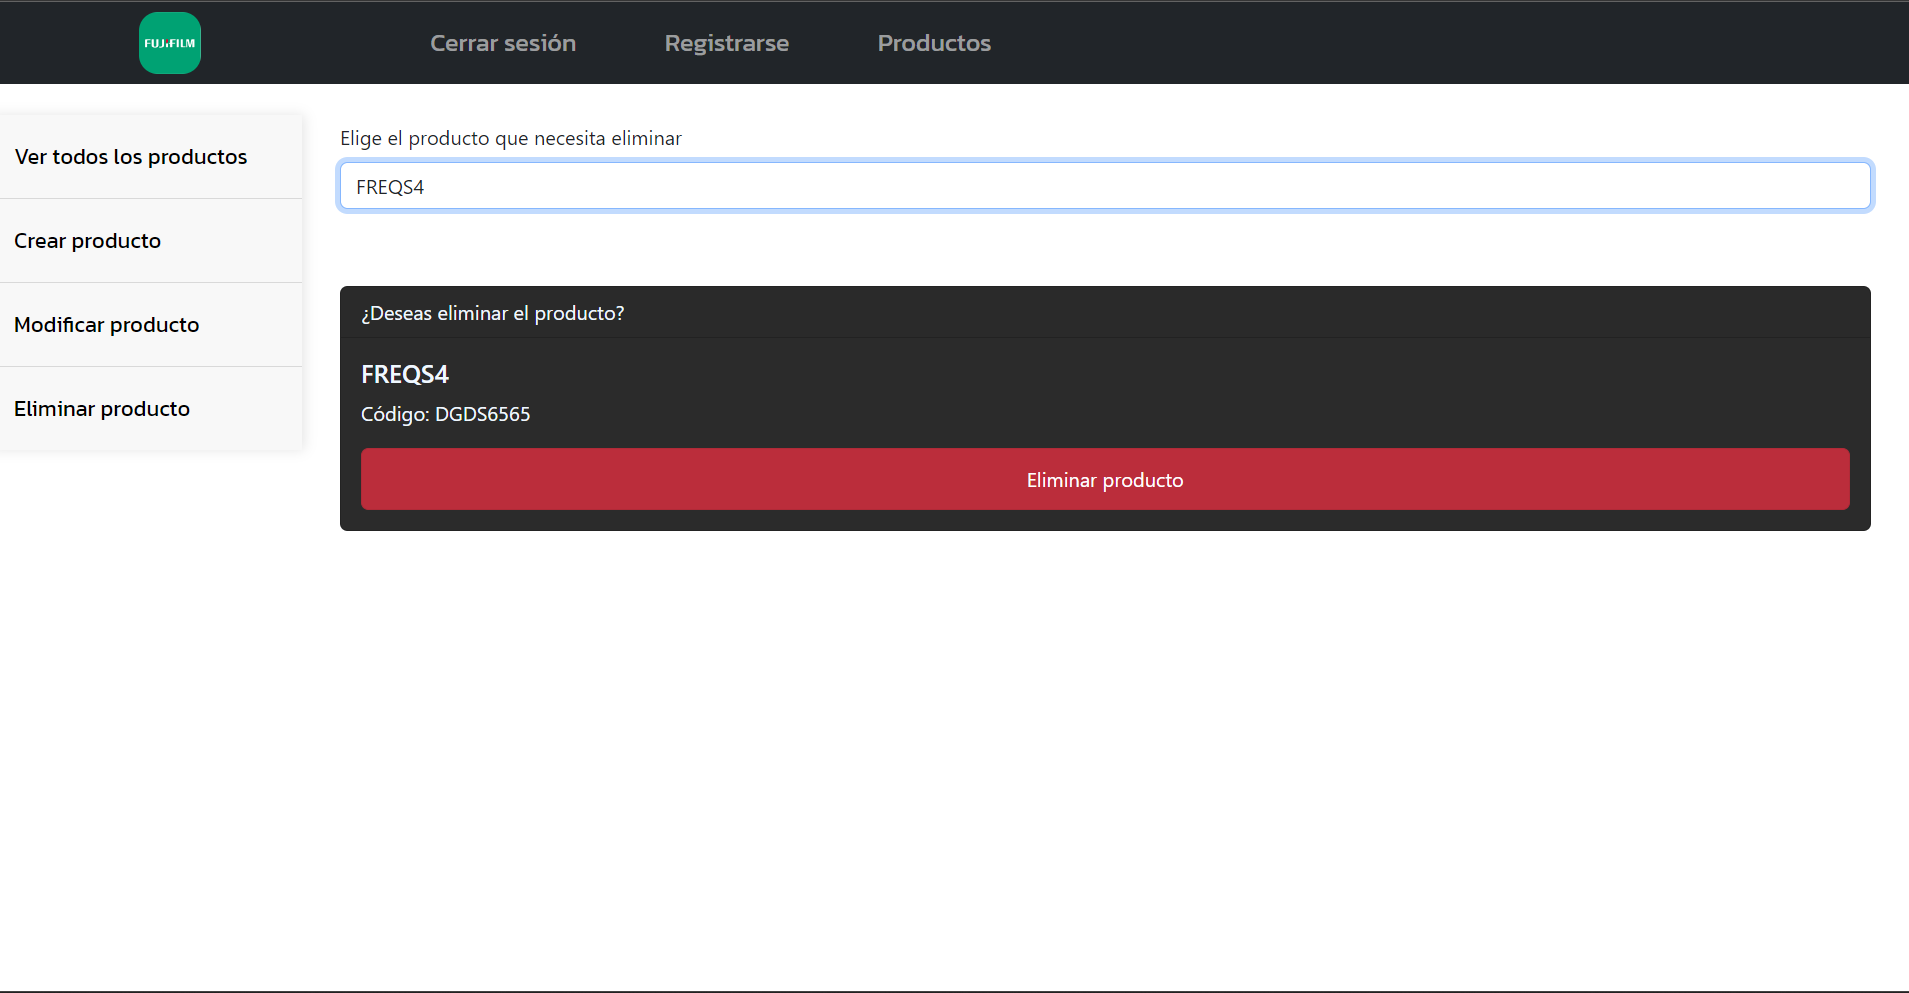 FUJIFILM
Cerrar sesión
Registrarse
Productos
Ver todos los productos
Crear producto
Modificar producto
Eliminar producto
Elige el producto que necesita eliminar
FREQS4
¿Deseas eliminar el producto?
FREQS4
Código: DGDS6565
Eliminar producto